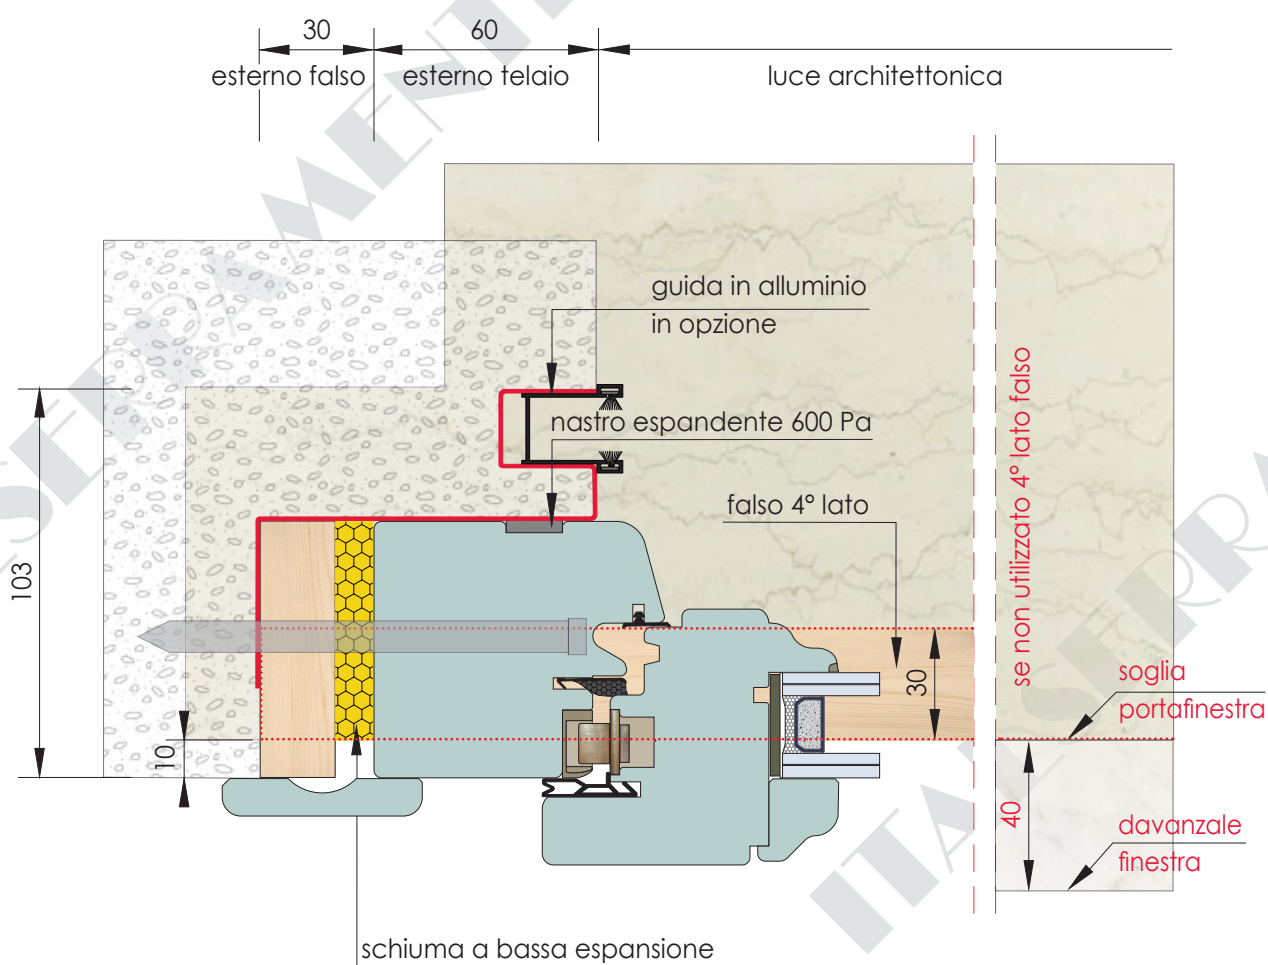 30
60
esterno falso
esterno telaio
luce architettonica
guida in alluminio
in opzione
nastro espandente 600 Pa
falso 4° lato
103
10
30
se non utilizzato 4° lato falso
soglia
portafinestra
40
davanzale
finestra
schiuma a bassa espansione
ITALSERRAMENTI